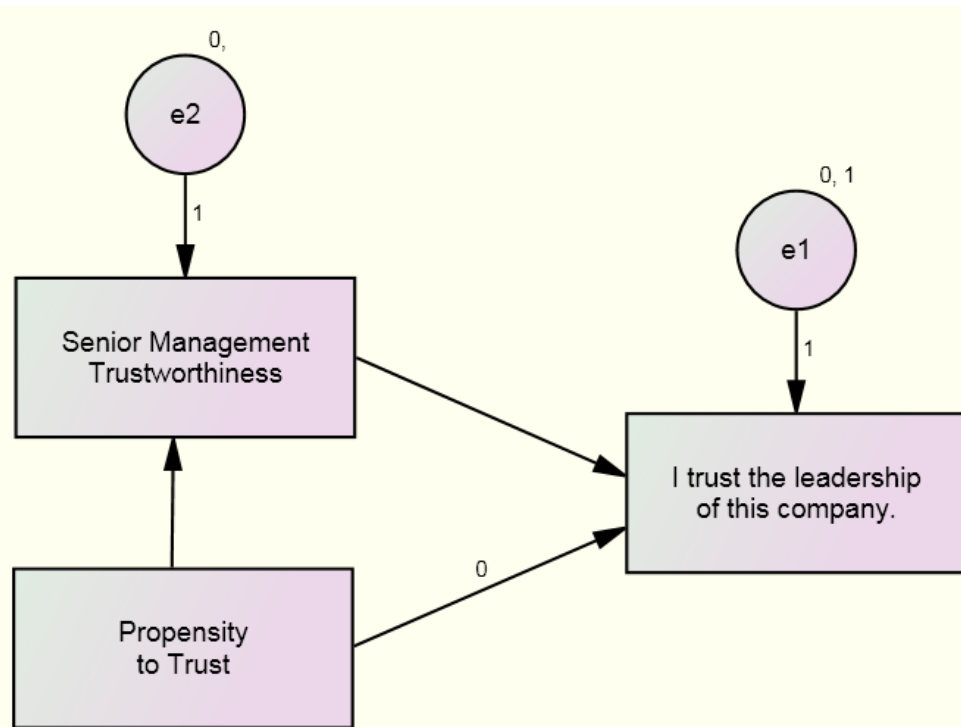 0,
e2
1
0, 1
e1
1
Senior Management
Trustworthiness
I trust the leadership
of this company.
0
Propensity
to Trust